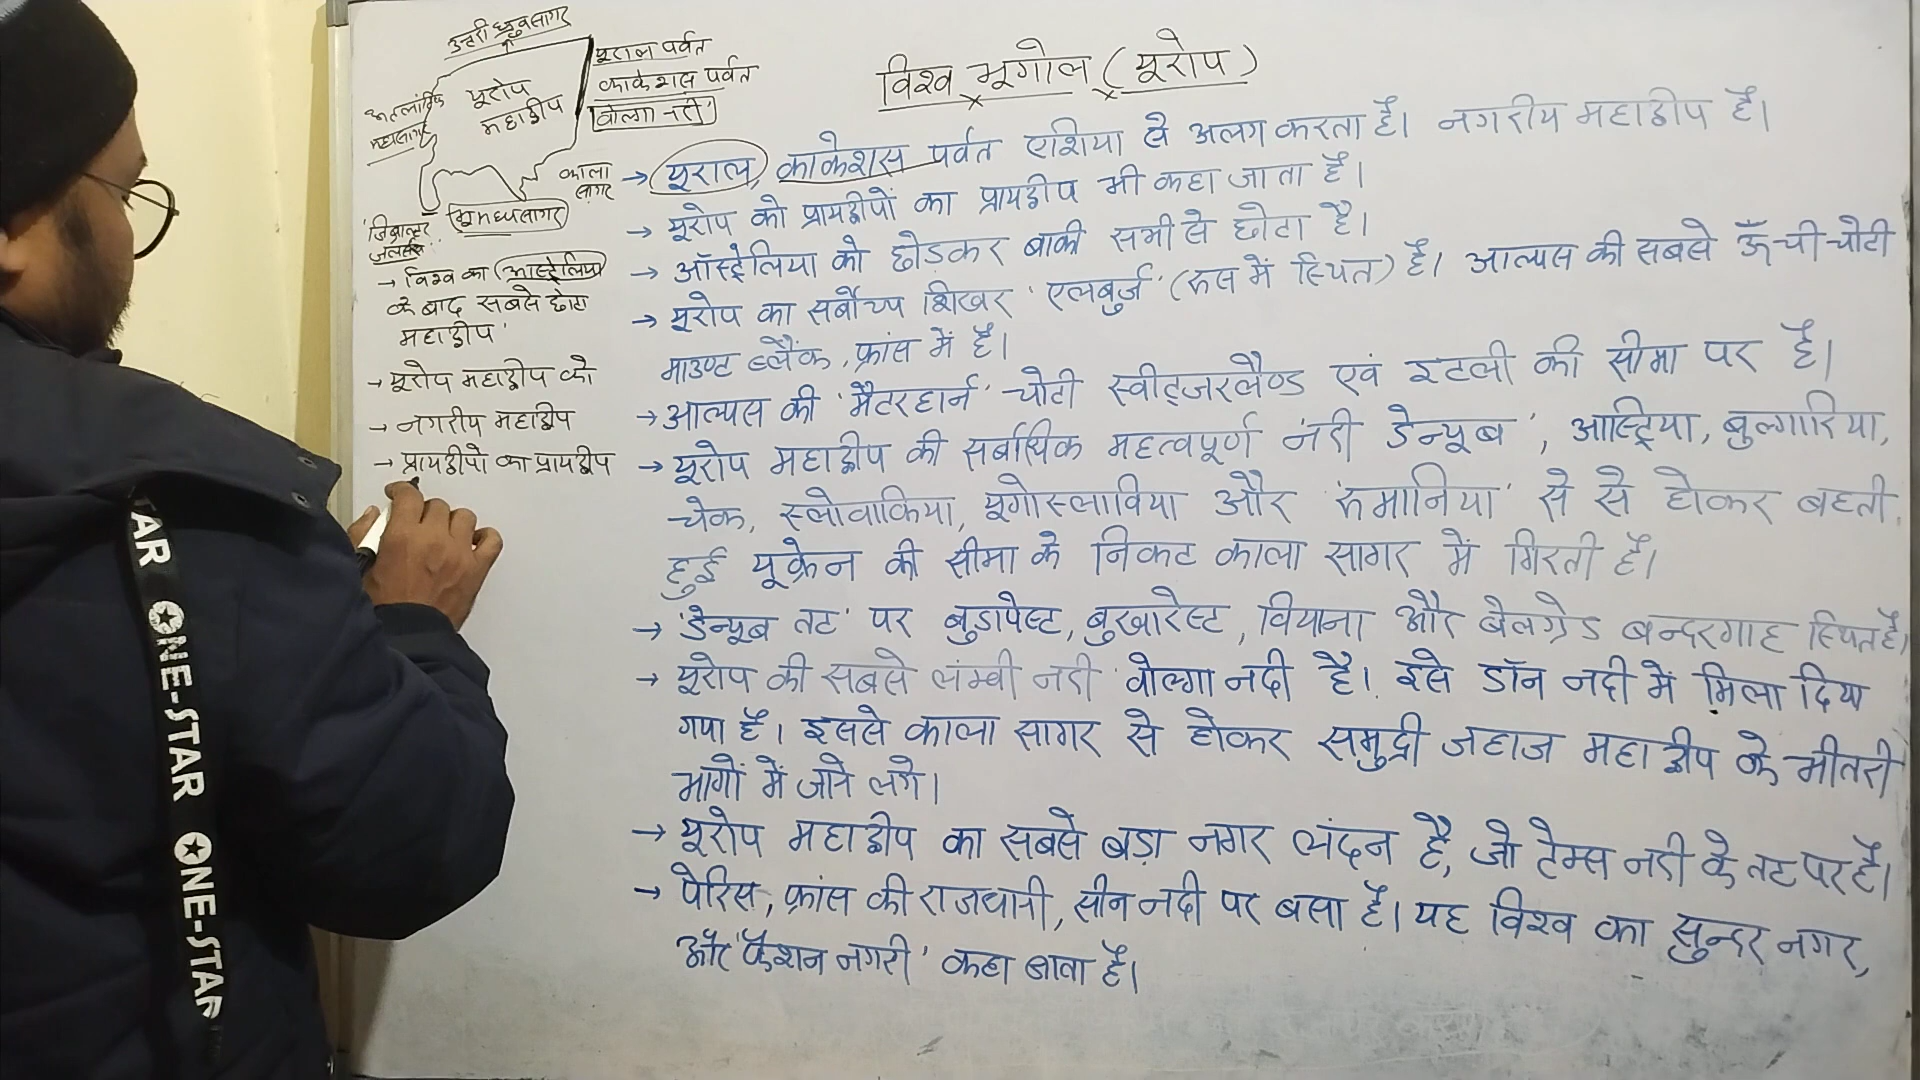 उत्तरी ध्रुवसागर
यूराल पर्वत
काकेशस पर्वत
वोल्गा नदी
यूरोप
महाद्वीप
अटलांटिक
महासागर
काला
सागर
भूमध्यसागर
'जिब्राल्टर
जलसंधि'
→ विश्व का आस्ट्रेलिया
के बाद सबसे छोटा
महाद्वीप'
→ यूरोप महाद्वीप को
→ नगरीय महाद्वीप
→ प्रायद्वीपों का प्रायद्वीप
विश्व भूगोल (यूरोप)
→ यूराल, काकेशस पर्वत एशिया से अलग करता है। नगरीय महाद्वीप है।
→ यूरोप को प्रायद्वीपों का प्रायद्वीप भी कहा जाता है।
→ ऑस्ट्रेलिया को छोड़कर बाकी सभी से छोटा है।
→ यूरोप का सर्वोच्च शिखर 'एलबुर्ज' (रुस में स्थित) है। आल्पस की सबसे ऊँची चोटी
माउण्ट ब्लैंक, फ्रांस में है।
→ आल्पस की 'मैटरहार्न' चोटी स्वीट्जरलैण्ड एवं इटली की सीमा पर है।
→ यूरोप महाद्वीप की सर्वाधिक महत्वपूर्ण नदी डेन्यूब', आस्ट्रिया, बुल्गारिया,
चेक, स्लोवाकिया, यूगोस्लाविया और 'रुमानिया' से से होकर बहती
हुई यूक्रेन की सीमा के निकट काला सागर में गिरती है।
→ 'डेन्यूब तट' पर बुडापेस्ट, बुखारेस्ट, वियाना और बेलग्रेड बन्दरगाह स्थित है।
→ यूरोप की सबसे लम्बी नदी वोल्गा नदी है। इसे डॉन नदी में मिला दिया
गया है। इससे काला सागर से होकर समुद्री जहाज महाद्वीप के भीतरी
भागों में जाने लगे।
→ यूरोप महाद्वीप का सबसे बड़ा नगर लंदन है, जो टेम्स नदी के तट पर है।
→ पेरिस, फ्रांस की राजधानी, सीन नदी पर बसा है। यह विश्व का सुन्दर नगर,
और 'फैशन नगरी' कहा जाता है।
TAR ONE-STAR ONE-STAR